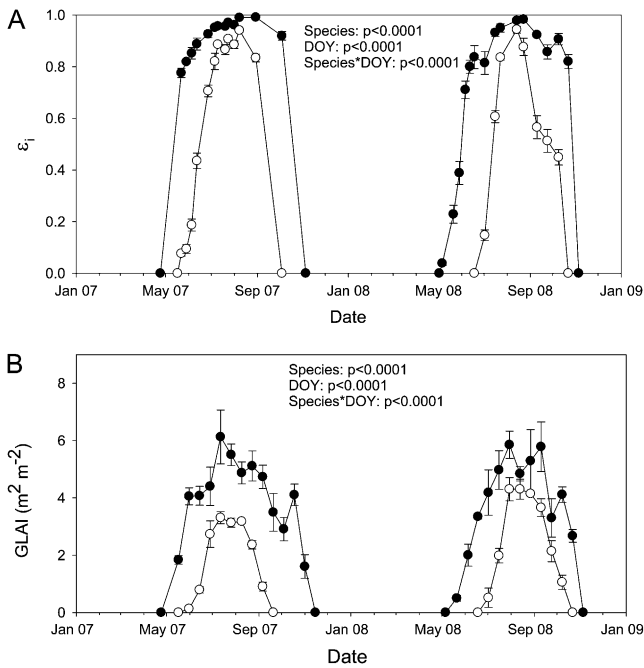 A
Species: p<0.0001
DOY: p<0.0001
Species*DOY: p<0.0001
1.0
0.8
0.6
0.4
0.2
0.0
εi
Jan 07 May 07 Sep 07 Jan 08 May 08 Sep 08 Jan 09
Date
B
Species: p<0.0001
DOY: p<0.0001
Species*DOY: p<0.0001
8
6
4
2
0
GLAI (m² m⁻²)
Jan 07 May 07 Sep 07 Jan 08 May 08 Sep 08 Jan 09
Date